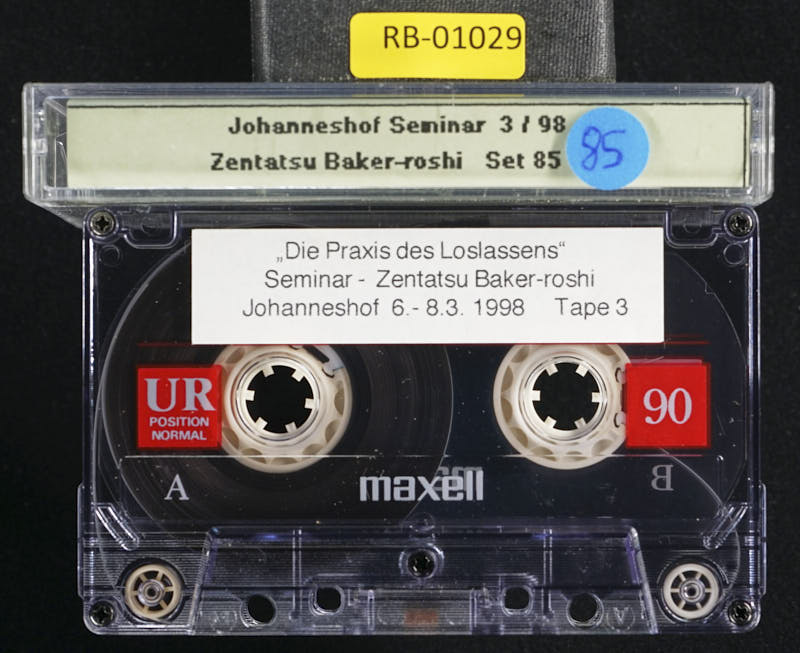 RB-01029
Johanneshof Seminar 3 / 98
Zentatsu Baker-roshi Set 85
85
„Die Praxis des Loslassens“
Seminar - Zentatsu Baker-roshi
Johanneshof 6.- 8.3. 1998 Tape 3
UR
POSITION
NORMAL
90
A
maxell
B